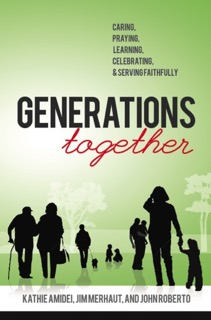 CARING,
PRAYING,
LEARNING,
CELEBRATING,
& SERVING FAITHFULLY
GENERATIONS
together
KATHIE AMIDEI, JIM MERHAUT, AND JOHN ROBERTO